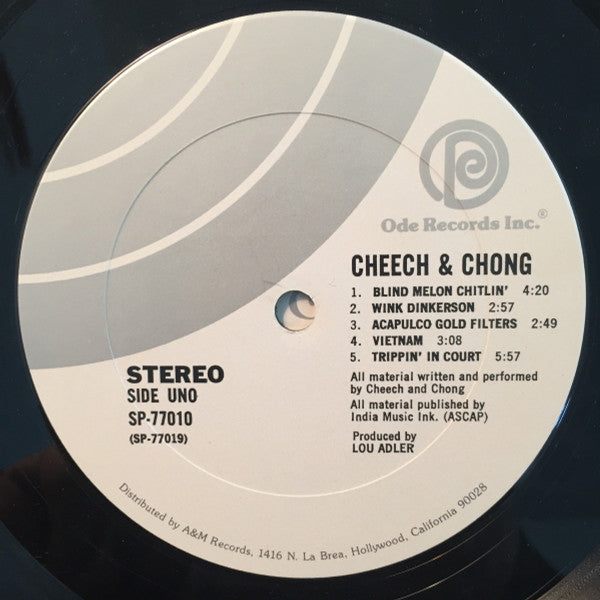 Ode Records Inc.®
CHEECH & CHONG
1. BLIND MELON CHITLIN' 4:20
2. WINK DINKERSON 2:57
3. ACAPULCO GOLD FILTERS 2:49
4. VIETNAM 3:08
5. TRIPPIN' IN COURT 5:57
All material written and performed
by Cheech and Chong
All material published by
India Music Ink. (ASCAP)
Produced by
LOU ADLER
STEREO
SIDE UNO
SP-77010
(SP-77019)
Distributed by A&M Records, 1416 N. La Brea, Hollywood, California 90028